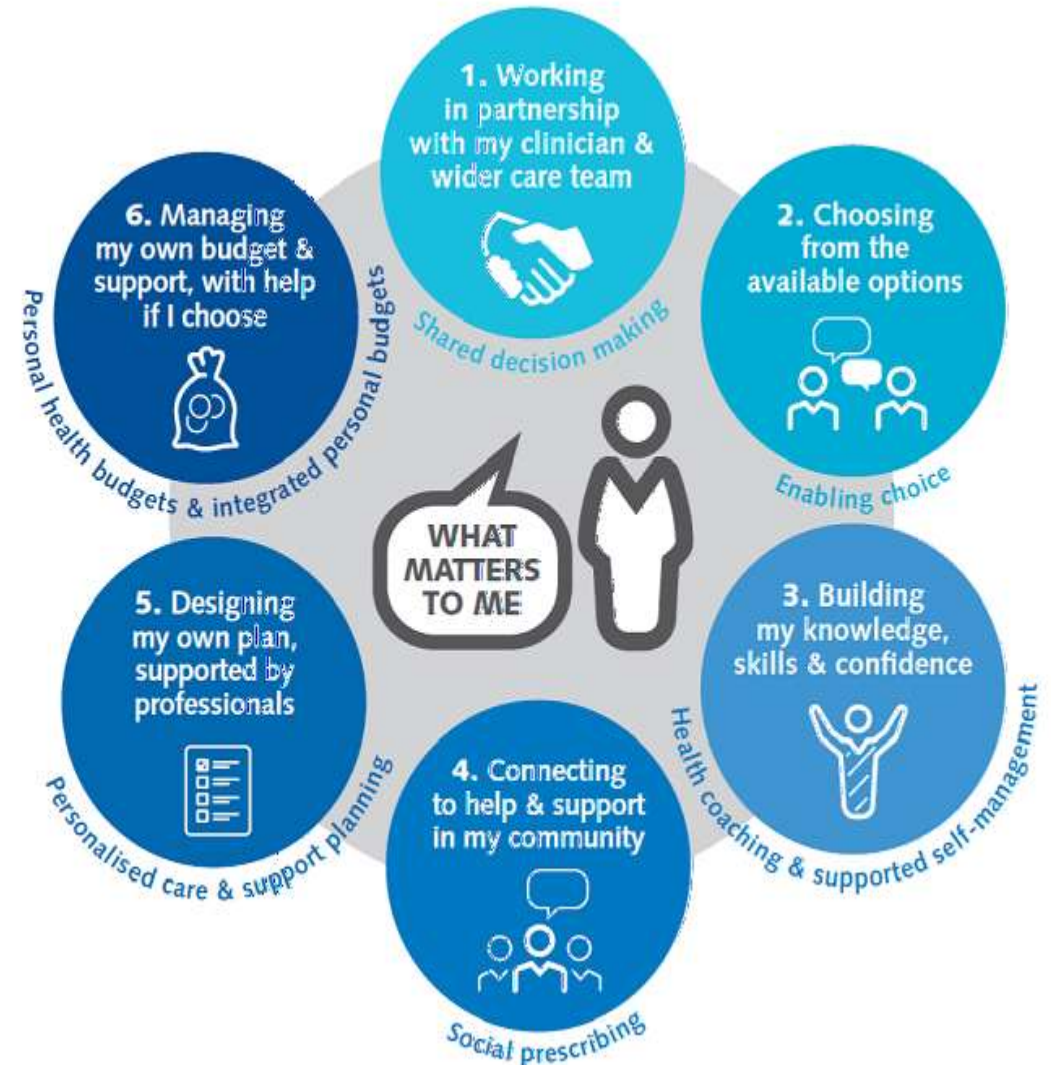 1. Working
in partnership
with my clinician &
wider care team
Shared decision making
2. Choosing
from the
available options
Enabling choice
3. Building
my knowledge,
skills & confidence
Health coaching & supported self-management
4. Connecting
to help & support
in my community
Social prescribing
5. Designing
my own plan,
supported by
professionals
Personalised care & support planning
6. Managing
my own budget &
support, with help
if I choose
Personal health budgets & integrated personal budgets
WHAT
MATTERS
TO ME